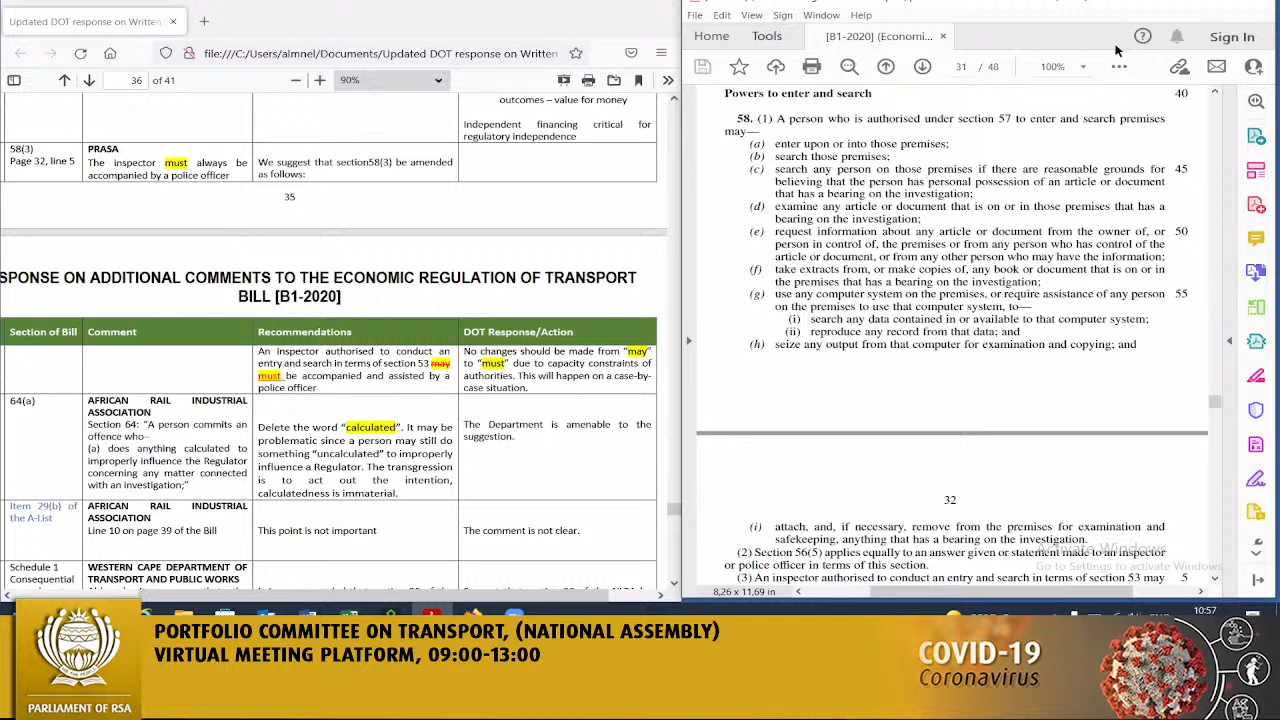 Updated DOT response on Written
file:///C:/Users/almnel/Documents/Updated DOT response on Written
36 of 41
90%
outcomes – value for money
Independent financing critical for
regulatory independence
58(3)
Page 32, line 5
PRASA
The inspector must always be
accompanied by a police officer
We suggest that section58(3) be amended
as follows:
35
SPONSE ON ADDITIONAL COMMENTS TO THE ECONOMIC REGULATION OF TRANSPORT
BILL [B1-2020]
Section of Bill
Comment
Recommendations
DOT Response/Action
An inspector authorised to conduct an
entry and search in terms of section 53 may
must be accompanied and assisted by a
police officer
No changes should be made from “may”
to “must” due to capacity constraints of
authorities. This will happen on a case-by-
case situation.
64(a)
AFRICAN RAIL INDUSTRIAL
ASSOCIATION
Section 64: “A person commits an
offence who–
(a) does anything calculated to
improperly influence the Regulator
concerning any matter connected
with an investigation;”
Delete the word “calculated”. It may be
problematic since a person may still do
something “uncalculated” to improperly
influence a Regulator. The transgression
is to act out the intention,
calculatedness is immaterial.
The Department is amenable to the
suggestion.
Item 29(b) of
the A-List
AFRICAN RAIL INDUSTRIAL
ASSOCIATION
Line 10 on page 39 of the Bill
This point is not important
The comment is not clear.
Schedule 1
Consequential
WESTERN CAPE DEPARTMENT OF
TRANSPORT AND PUBLIC WORKS
File Edit View Sign Window Help
Home Tools [B1-2020] (Economi... Sign In
31 / 48 100%
Powers to enter and search 40
58. (1) A person who is authorised under section 57 to enter and search premises
may—
(a) enter upon or into those premises;
(b) search those premises;
(c) search any person on those premises if there are reasonable grounds for 45
believing that the person has personal possession of an article or document
that has a bearing on the investigation;
(d) examine any article or document that is on or in those premises that has a
bearing on the investigation;
(e) request information about any article or document from the owner of, or 50
person in control of, the premises or from any person who has control of the
article or document, or from any other person who may have the information;
(f) take extracts from, or make copies of, any book or document that is on or in
the premises that has a bearing on the investigation;
(g) use any computer system on the premises, or require assistance of any person 55
on the premises to use that computer system, to—
(i) search any data contained in or available to that computer system;
(ii) reproduce any record from that data; and
(h) seize any output from that computer for examination and copying; and
32
(i) attach, and, if necessary, remove from the premises for examination and
safekeeping, anything that has a bearing on the investigation.
(2) Section 56(5) applies equally to an answer given or statement made to an inspector
or police officer in terms of this section.
(3) An inspector authorised to conduct an entry and search in terms of section 53 may 5
Activate Windows
Go to Settings to activate Windows
8,26 x 11,69 in
10:57
PORTFOLIO COMMITTEE ON TRANSPORT, (NATIONAL ASSEMBLY)
VIRTUAL MEETING PLATFORM, 09:00-13:00
PARLIAMENT OF RSA
COVID-19
Coronavirus